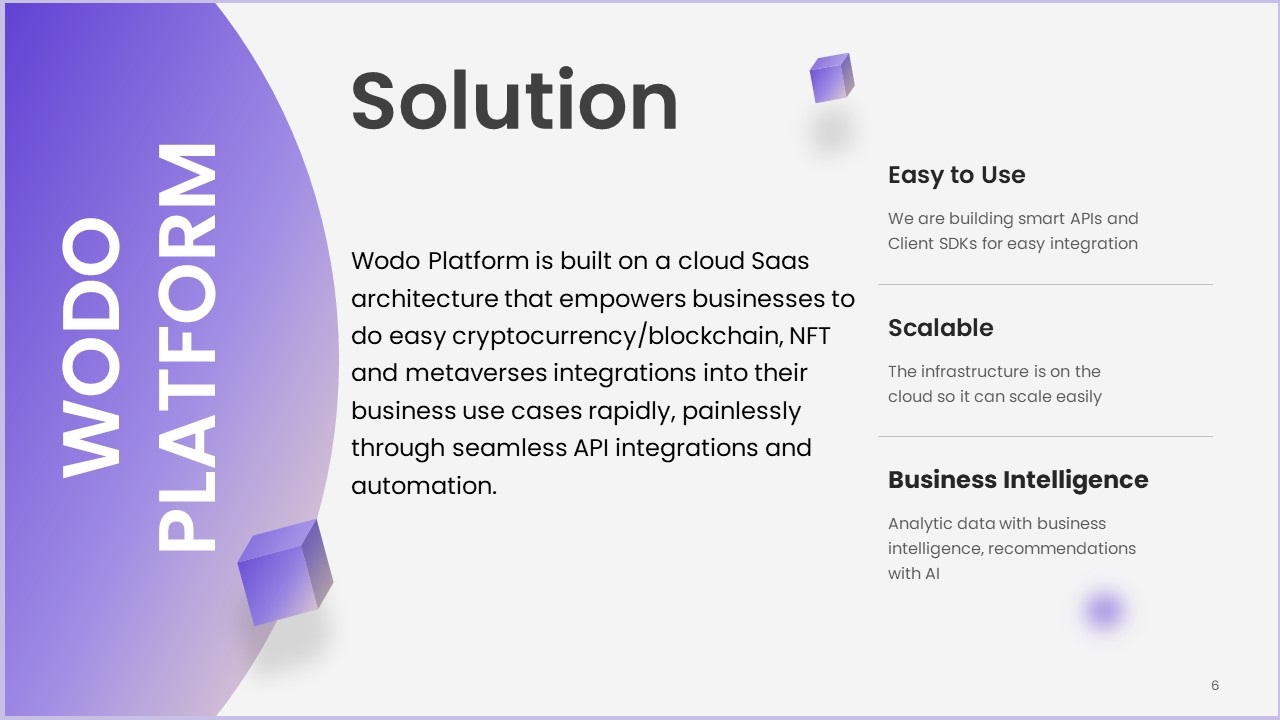 WODO
PLATFORM
Solution
Wodo Platform is built on a cloud Saas
architecture that empowers businesses to
do easy cryptocurrency/blockchain, NFT
and metaverses integrations into their
business use cases rapidly, painlessly
through seamless API integrations and
automation.
Easy to Use
We are building smart APIs and
Client SDKs for easy integration
Scalable
The infrastructure is on the
cloud so it can scale easily
Business Intelligence
Analytic data with business
intelligence, recommendations
with AI
6